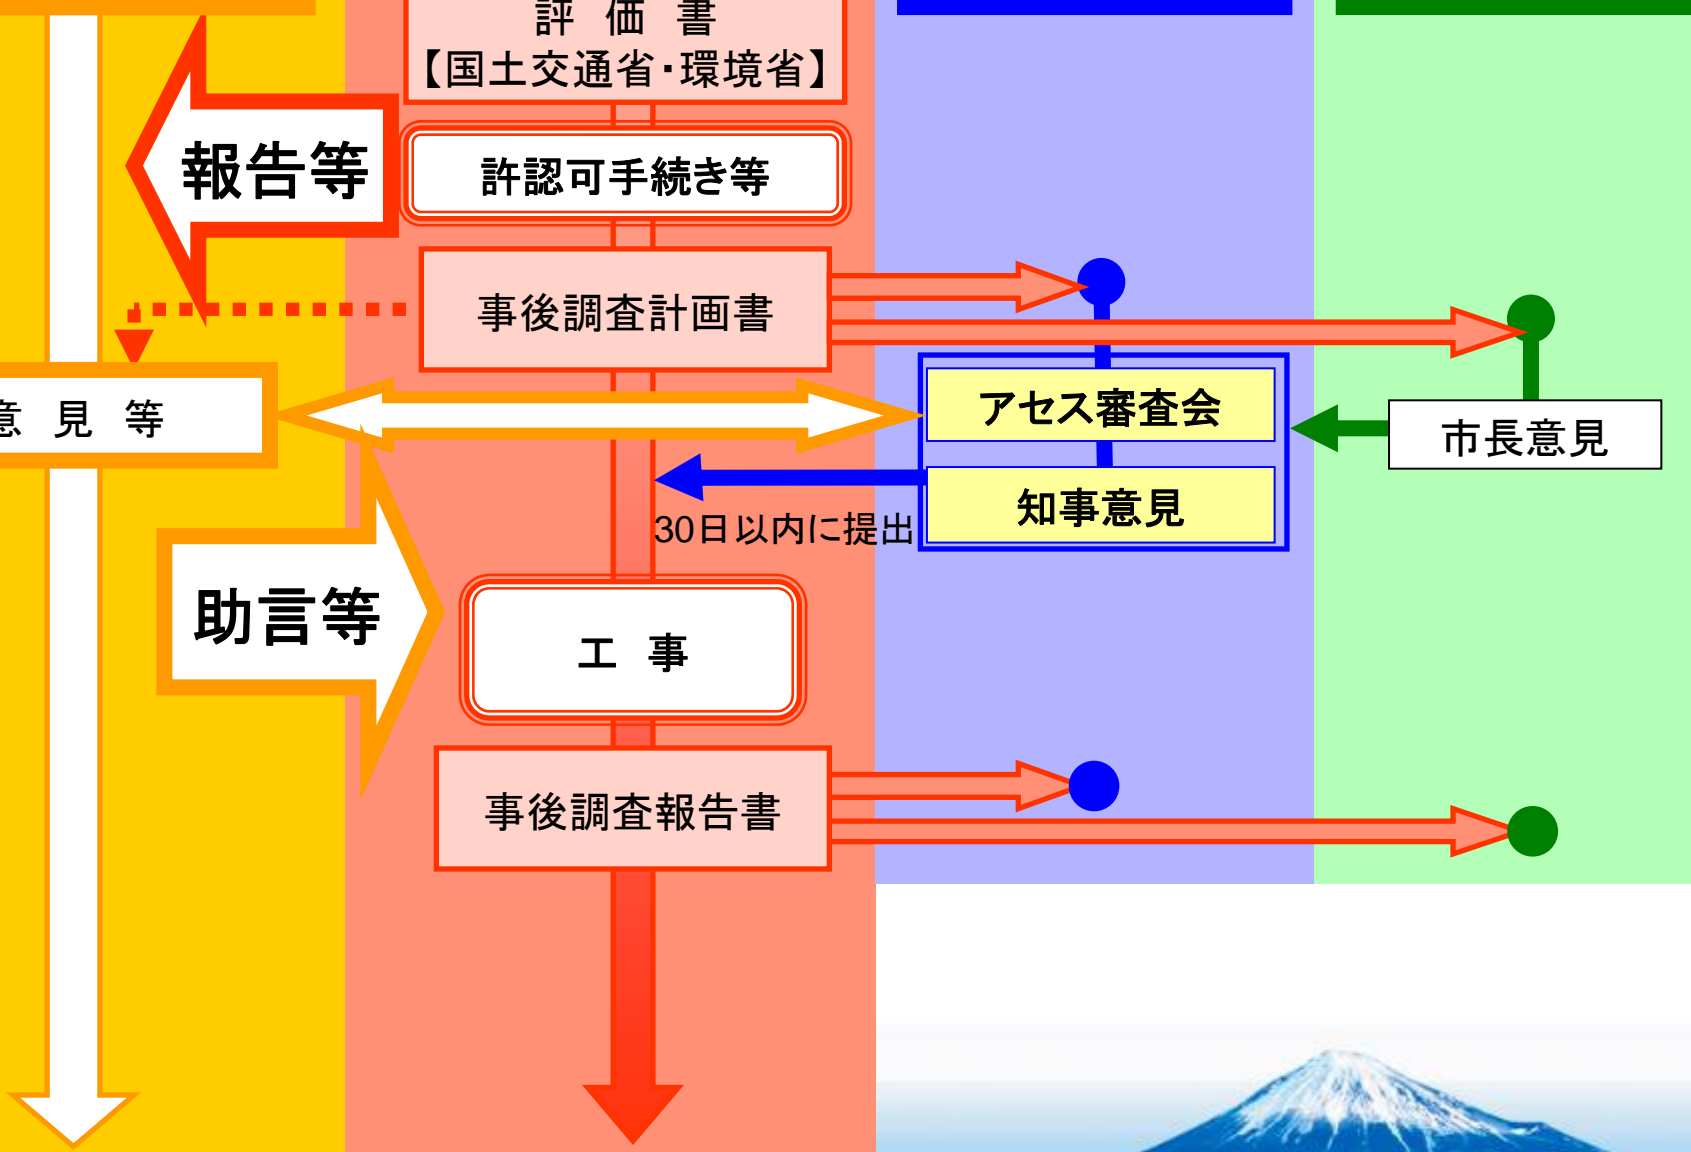 評 価 書
【国土交通省・環境省】
報告等
許認可手続き等
事後調査計画書
意 見 等
アセス審査会
市長意見
知事意見
30日以内に提出
助言等
工 事
事後調査報告書